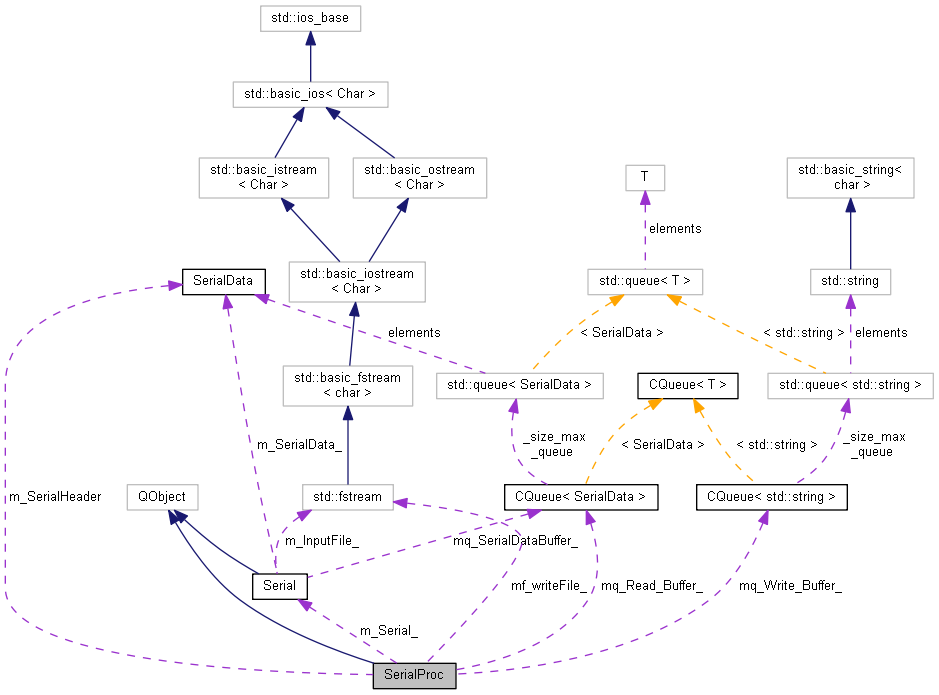 std::ios_base
std::basic_ios< Char >
std::basic_istream
< Char >
std::basic_ostream
< Char >
T
std::basic_string<
char >
elements
SerialData
std::basic_iostream
< Char >
std::queue< T >
std::string
elements
< SerialData >
< std::string >
elements
std::basic_fstream
< char >
std::queue< SerialData >
CQueue< T >
std::queue< std::string >
m_SerialData_
_size_max
_queue
< SerialData >
< std::string >
_size_max
_queue
m_SerialHeader
QObject
std::fstream
CQueue< SerialData >
CQueue< std::string >
m_InputFile_
mq_SerialDataBuffer_
Serial
mf_writeFile_
mq_Read_Buffer_
mq_Write_Buffer_
m_Serial_
SerialProc